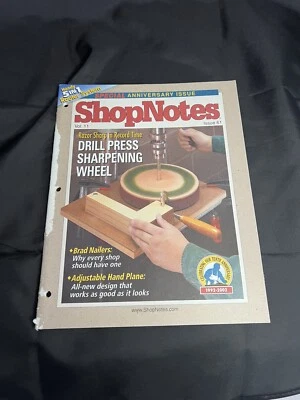 5 IN 1
SPECIAL ANNIVERSARY ISSUE
ShopNotes
Vol. 11
Issue 61
Razor Sharp in Record Time
DRILL PRESS
SHARPENING
WHEEL
• Brad Nailers:
Why every shop
should have one
• Adjustable Hand Plane:
All-new design that
works as good as it looks
1992-2002
www.ShopNotes.com